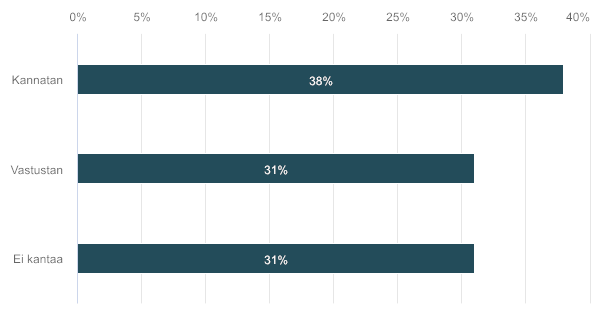 0% 5% 10% 15% 20% 25% 30% 35% 40%
Kannatan 38%
Vastustan 31%
Ei kantaa 31%